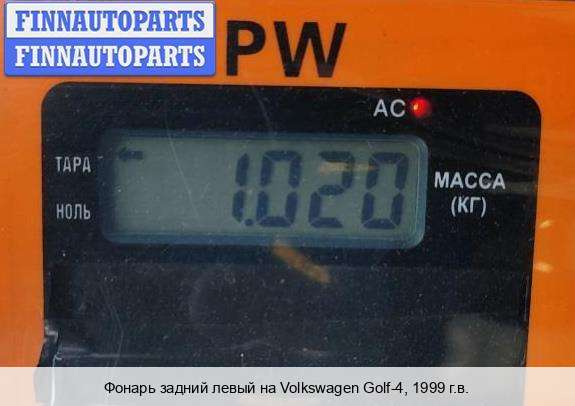 FINNAUTOPARTS
FINNAUTOPARTS
PW
AC
ТАРА
1.020
МАССА
(КГ)
НОЛЬ
Фонарь задний левый на Volkswagen Golf-4, 1999 г.в.